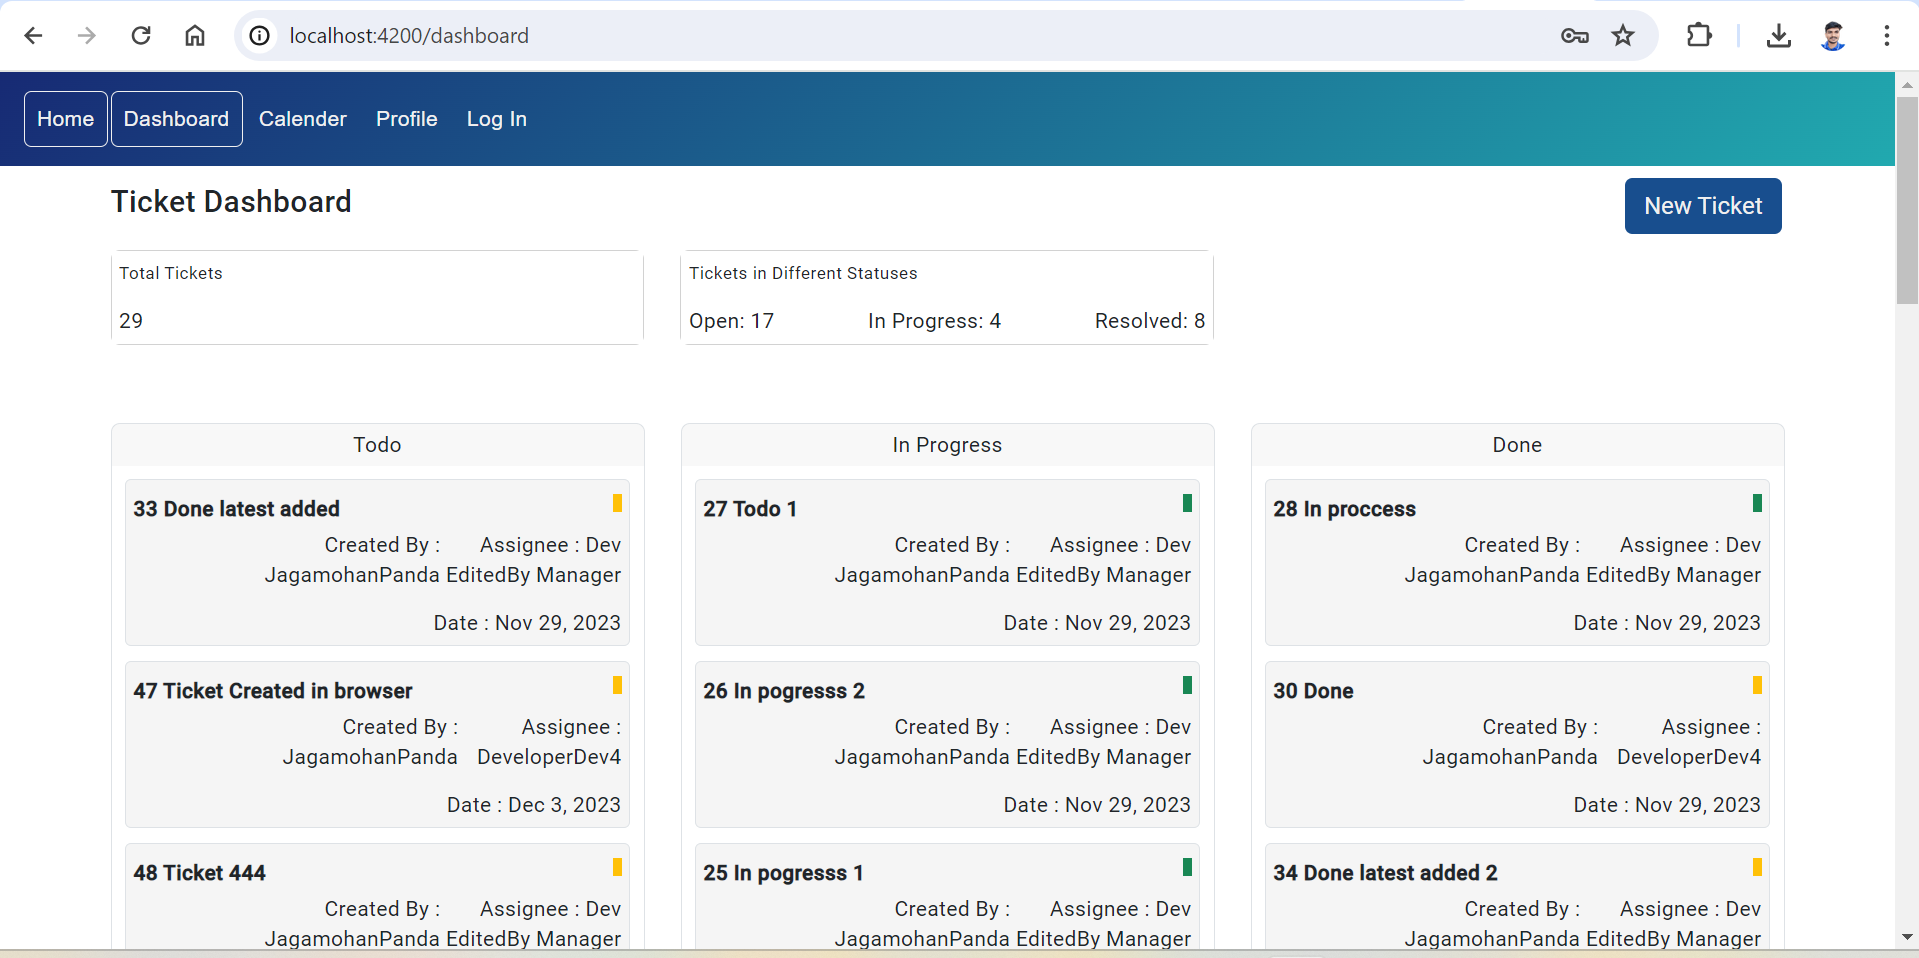 localhost:4200/dashboard
Home Dashboard Calender Profile Log In
Ticket Dashboard
New Ticket
Total Tickets
29
Tickets in Different Statuses
Open: 17 In Progress: 4 Resolved: 8
Todo
33 Done latest added
Created By : JagamohanPanda
Assignee : Dev EditedBy Manager
Date : Nov 29, 2023
47 Ticket Created in browser
Created By : JagamohanPanda
Assignee : DeveloperDev4
Date : Dec 3, 2023
48 Ticket 444
Created By : JagamohanPanda
Assignee : Dev EditedBy Manager
In Progress
27 Todo 1
Created By : JagamohanPanda
Assignee : Dev EditedBy Manager
Date : Nov 29, 2023
26 In pogresss 2
Created By : JagamohanPanda
Assignee : Dev EditedBy Manager
Date : Nov 29, 2023
25 In pogresss 1
Created By : JagamohanPanda
Assignee : Dev EditedBy Manager
Done
28 In proccess
Created By : JagamohanPanda
Assignee : Dev EditedBy Manager
Date : Nov 29, 2023
30 Done
Created By : JagamohanPanda
Assignee : DeveloperDev4
Date : Nov 29, 2023
34 Done latest added 2
Created By : JagamohanPanda
Assignee : Dev EditedBy Manager